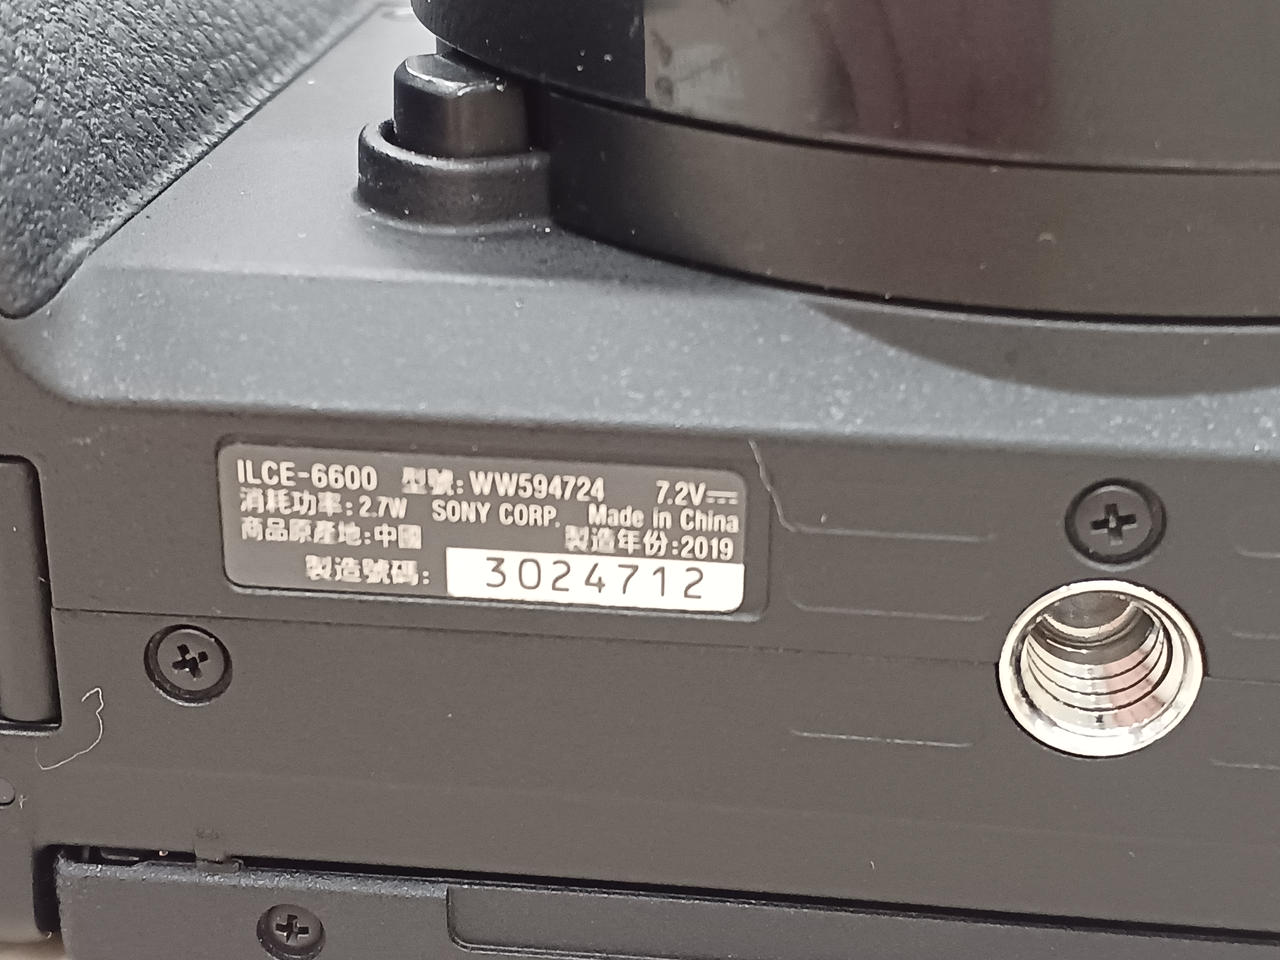 ILCE-6600 型號:WW594724 7.2V⎓
消耗功率:2.7W SONY CORP. Made in China
商品原產地:中國 製造年份:2019
製造號碼: 3024712